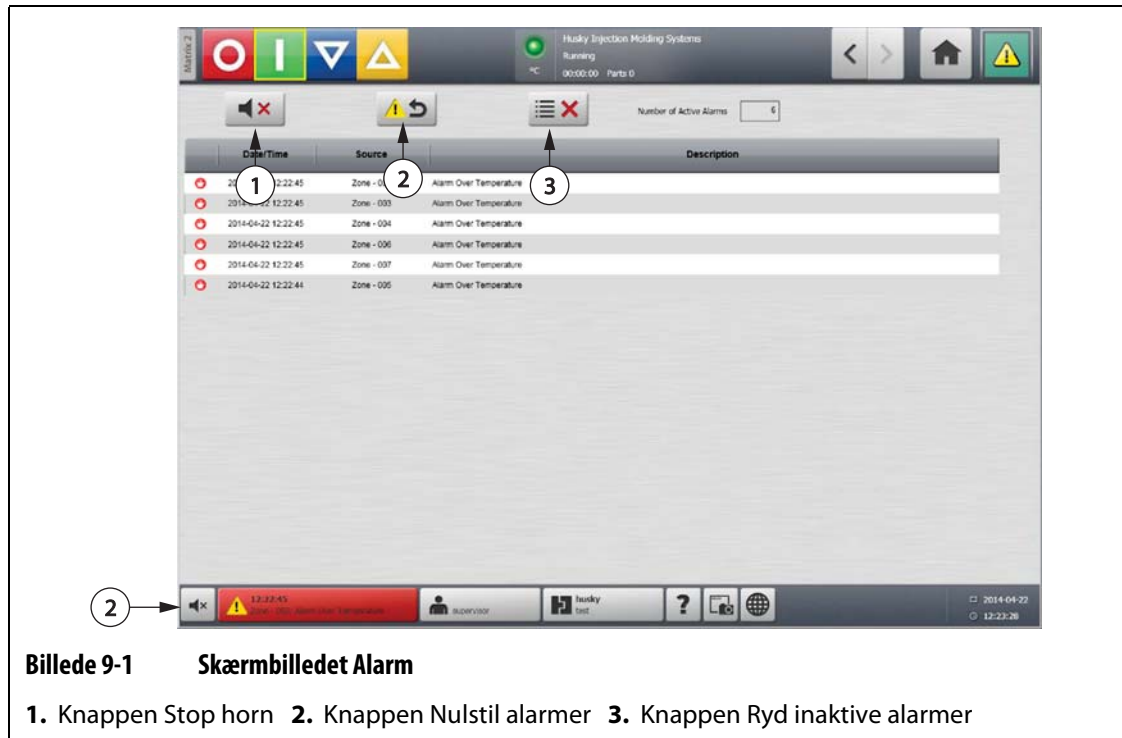 Matrix 2
Husky Injection Molding Systems
Running
°C 00:00:00 Parts 0
Number of Active Alarms 6
Date/Time Source Description
12:22:45 Zone - Alarm Over Temperature
2014-04-22 12:22:45 Zone - 003 Alarm Over Temperature
2014-04-22 12:22:45 Zone - 004 Alarm Over Temperature
2014-04-22 12:22:45 Zone - 006 Alarm Over Temperature
2014-04-22 12:22:45 Zone - 007 Alarm Over Temperature
2014-04-22 12:22:44 Zone - 005 Alarm Over Temperature
1
2
3
2
12:22:45
Alarm Over Temperature
supervisor
husky
test
?
2014-04-22
12:23:26
Billede 9-1 Skærmbilledet Alarm
1. Knappen Stop horn 2. Knappen Nulstil alarmer 3. Knappen Ryd inaktive alarmer